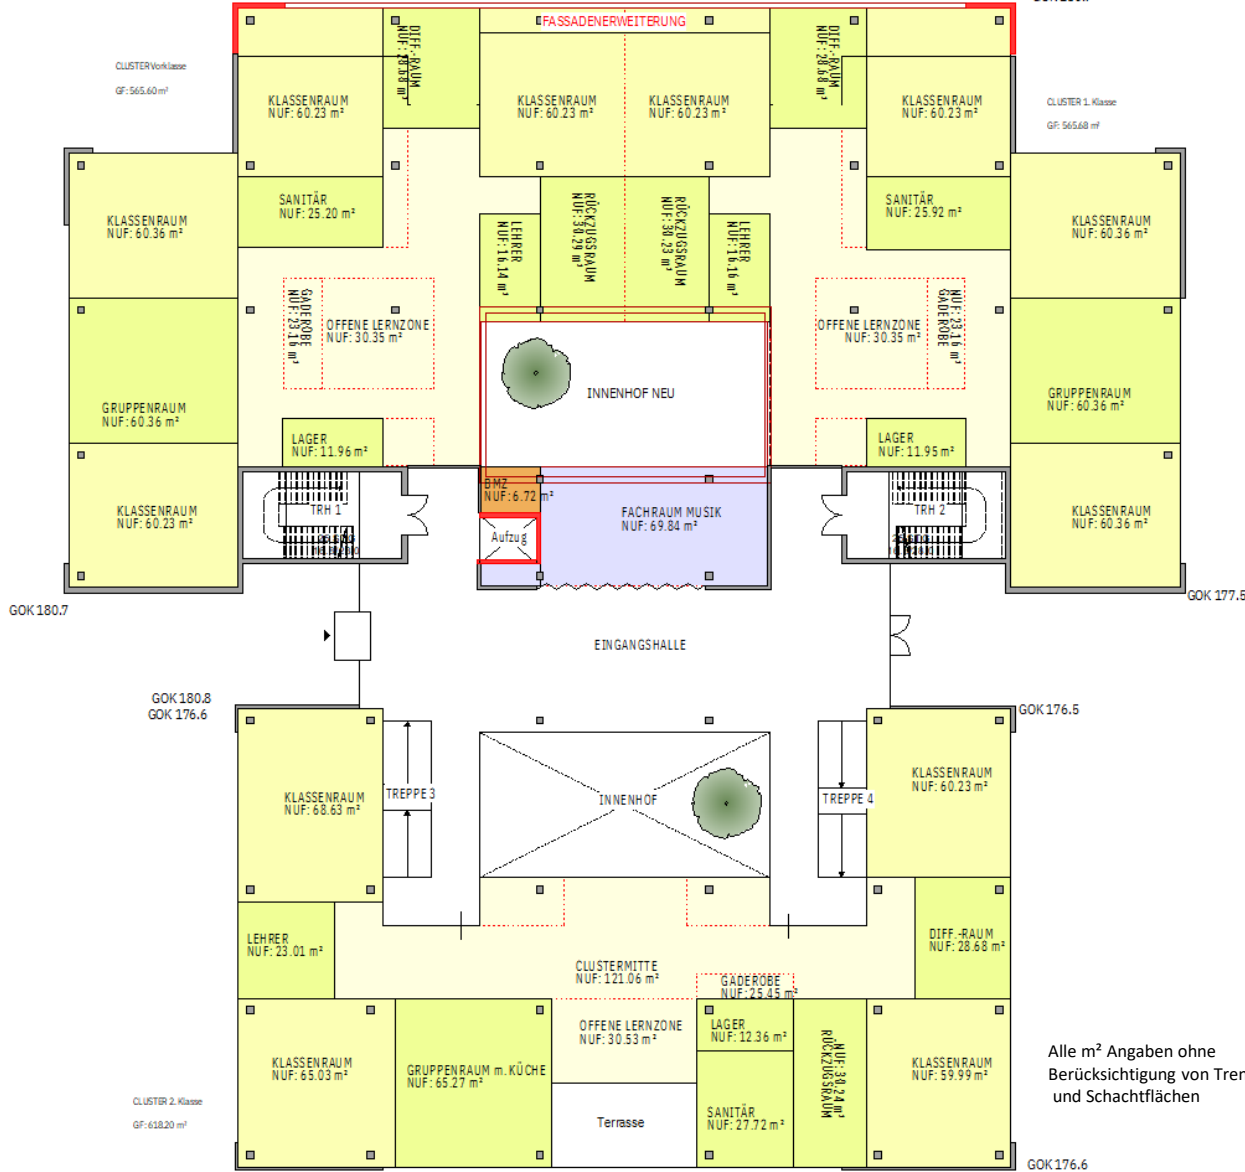 FASSADENERWEITERUNG
CLUSTER Vorklasse
GF: 565.60 m²
DIFF.-RAUM
NUF: 28.68 m²
DIFF.-RAUM
NUF: 28.68 m²
KLASSENRAUM
NUF: 60.23 m²
KLASSENRAUM
NUF: 60.23 m²
KLASSENRAUM
NUF: 60.23 m²
KLASSENRAUM
NUF: 60.23 m²
CLUSTER 1. Klasse
GF: 565.68 m²
SANITÄR
NUF: 25.20 m²
SANITÄR
NUF: 25.92 m²
KLASSENRAUM
NUF: 60.36 m²
LEHRER
NUF: 16.14 m²
RÜCKZUGSRAUM
NUF: 30.29 m²
RÜCKZUGSRAUM
NUF: 30.23 m²
LEHRER
NUF: 16.16 m²
KLASSENRAUM
NUF: 60.36 m²
GADEROBE
NUF: 23.16 m²
OFFENE LERNZONE
NUF: 30.35 m²
OFFENE LERNZONE
NUF: 30.35 m²
NUF: 23.16 m²
GADEROBE
INNENHOF NEU
GRUPPENRAUM
NUF: 60.36 m²
GRUPPENRAUM
NUF: 60.36 m²
LAGER
NUF: 11.96 m²
LAGER
NUF: 11.95 m²
BMZ
NUF: 6.72 m²
KLASSENRAUM
NUF: 60.23 m²
TRH 1
FACHRAUM MUSIK
NUF: 69.84 m²
TRH 2
KLASSENRAUM
NUF: 60.36 m²
Aufzug
GOK 180.7
GOK 177.5
EINGANGSHALLE
GOK 180.8
GOK 176.6
GOK 176.5
KLASSENRAUM
NUF: 68.63 m²
TREPPE 3
INNENHOF
TREPPE 4
KLASSENRAUM
NUF: 60.23 m²
LEHRER
NUF: 23.01 m²
DIFF.-RAUM
NUF: 28.68 m²
CLUSTERMITTE
NUF: 121.06 m²
GADEROBE
NUF: 25.45 m²
OFFENE LERNZONE
NUF: 30.53 m²
LAGER
NUF: 12.36 m²
KLASSENRAUM
NUF: 65.03 m²
GRUPPENRAUM m. KÜCHE
NUF: 65.27 m²
NUF: 30.24 m²
RÜCKZUGSRAUM
KLASSENRAUM
NUF: 59.99 m²
Alle m² Angaben ohne
Berücksichtigung von Tren
und Schachtflächen
CLUSTER 2. Klasse
GF: 618.20 m²
Terrasse
SANITÄR
NUF: 27.72 m²
GOK 176.6